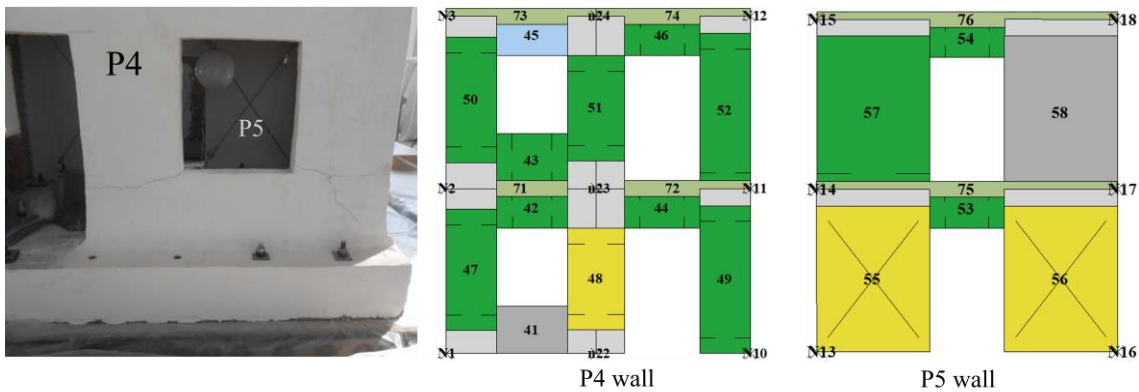 P4
P5
N3 73 n24 74 N12
45 46
50 51 52
43
N2 71 n23 72 N11
42 44
47 48 49
41
N1 n22 N10
P4 wall
N15 76 N18
54
57 58
N14 75 N17
53
55 56
N13 N16
P5 wall